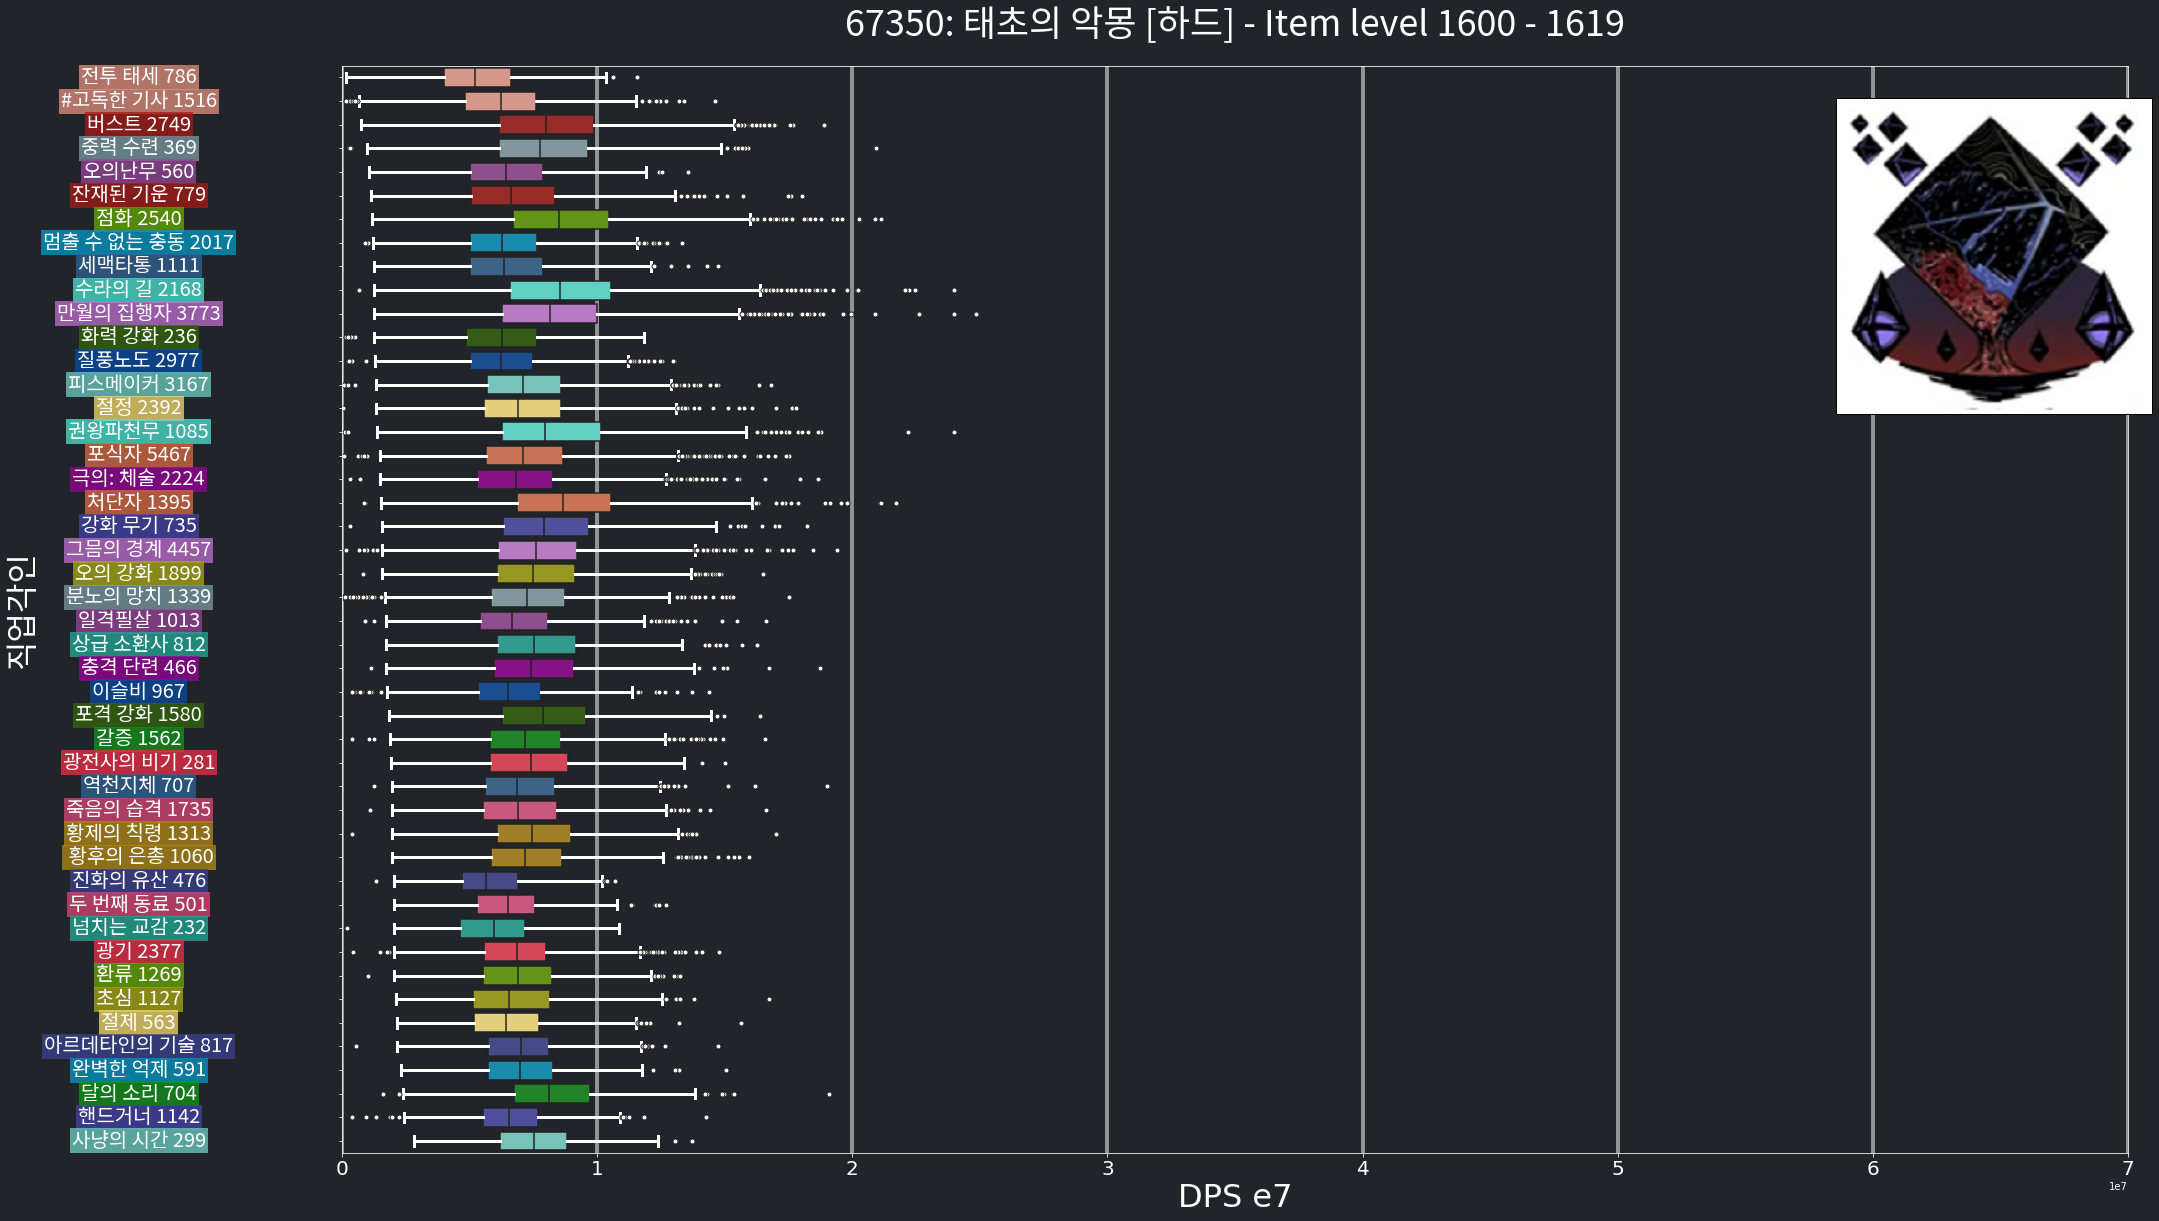 67350: 태초의 악몽 [하드] - Item level 1600 - 1619
전투 태세 786
#고독한 기사 1516
버스트 2749
중력 수련 369
오의난무 560
잔재된 기운 779
점화 2540
멈출 수 없는 충동 2017
세맥타통 1111
수라의 길 2168
만월의 집행자 3773
화력 강화 236
질풍노도 2977
피스메이커 3167
절정 2392
권왕파천무 1085
포식자 5467
극의: 체술 2224
처단자 1395
강화 무기 735
그믐의 경계 4457
오의 강화 1899
분노의 망치 1339
일격필살 1013
상급 소환사 812
충격 단련 466
이슬비 967
포격 강화 1580
갈증 1562
광전사의 비기 281
역천지체 707
죽음의 습격 1735
황제의 칙령 1313
황후의 은총 1060
진화의 유산 476
두 번째 동료 501
넘치는 교감 232
광기 2377
환류 1269
초심 1127
절제 563
아르데타인의 기술 817
완벽한 억제 591
달의 소리 704
핸드거너 1142
사냥의 시간 299
직업각인
0 1 2 3 4 5 6 7
1e7
DPS e7